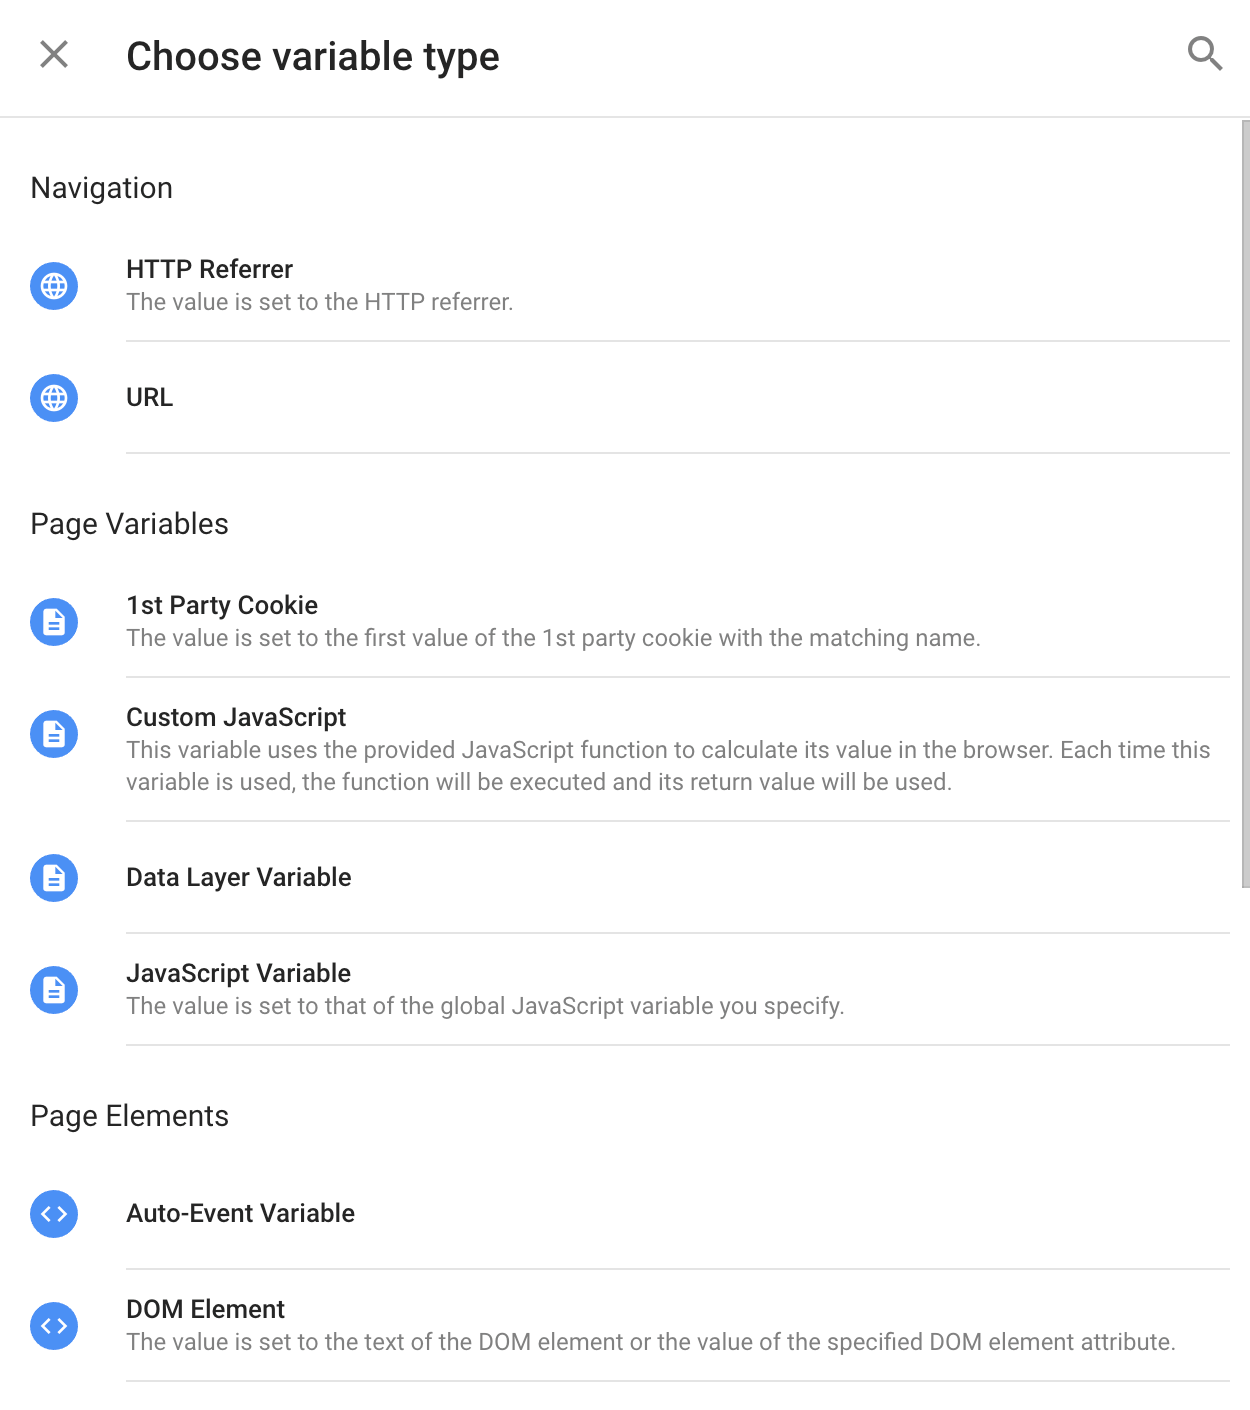 Choose variable type
Navigation
HTTP Referrer
The value is set to the HTTP referrer.
URL
Page Variables
1st Party Cookie
The value is set to the first value of the 1st party cookie with the matching name.
Custom JavaScript
This variable uses the provided JavaScript function to calculate its value in the browser. Each time this
variable is used, the function will be executed and its return value will be used.
Data Layer Variable
JavaScript Variable
The value is set to that of the global JavaScript variable you specify.
Page Elements
Auto-Event Variable
DOM Element
The value is set to the text of the DOM element or the value of the specified DOM element attribute.